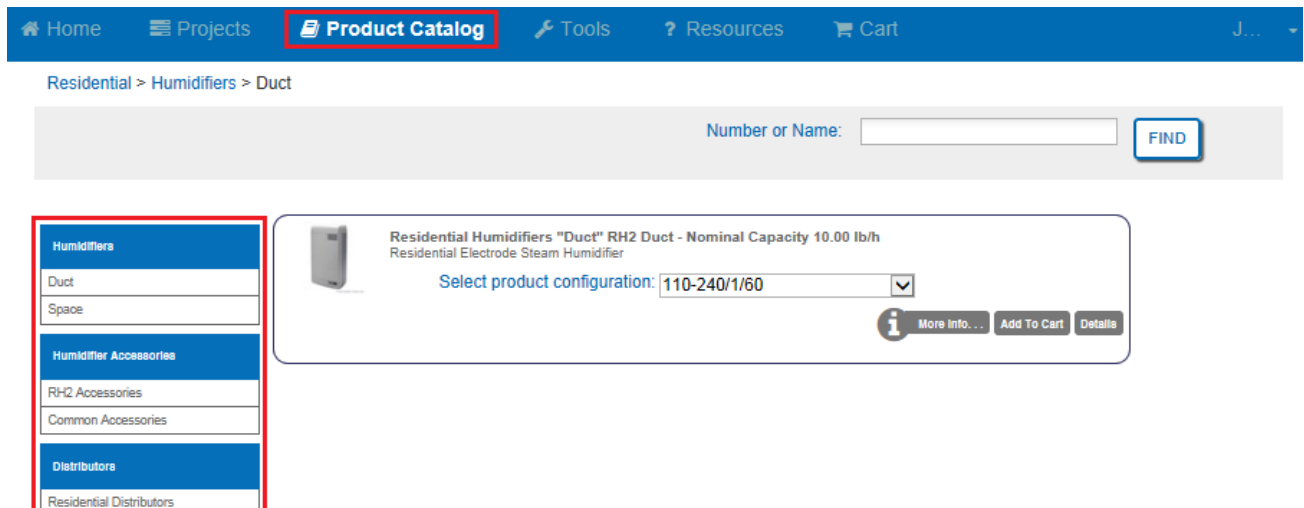 Home Projects Product Catalog Tools ? Resources Cart J... 
Residential > Humidifiers > Duct
Number or Name: FIND
Humidifiers
Duct
Space
Humidifier Accessories
RH2 Accessories
Common Accessories
Distributors
Residential Distributors
Residential Humidifiers "Duct" RH2 Duct - Nominal Capacity 10.00 lb/h
Residential Electrode Steam Humidifier
Select product configuration: 110-240/1/60
i More Info. . . Add To Cart Details